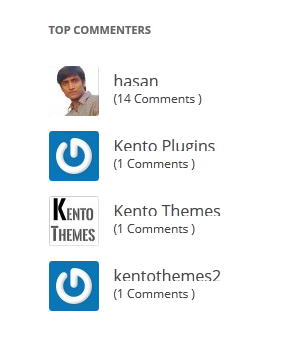 TOP COMMENTERS
hasan
(14 Comments )
Kento Plugins
(1 Comments )
KENTO
THEMES
Kento Themes
(1 Comments )
kentothemes2
(1 Comments )